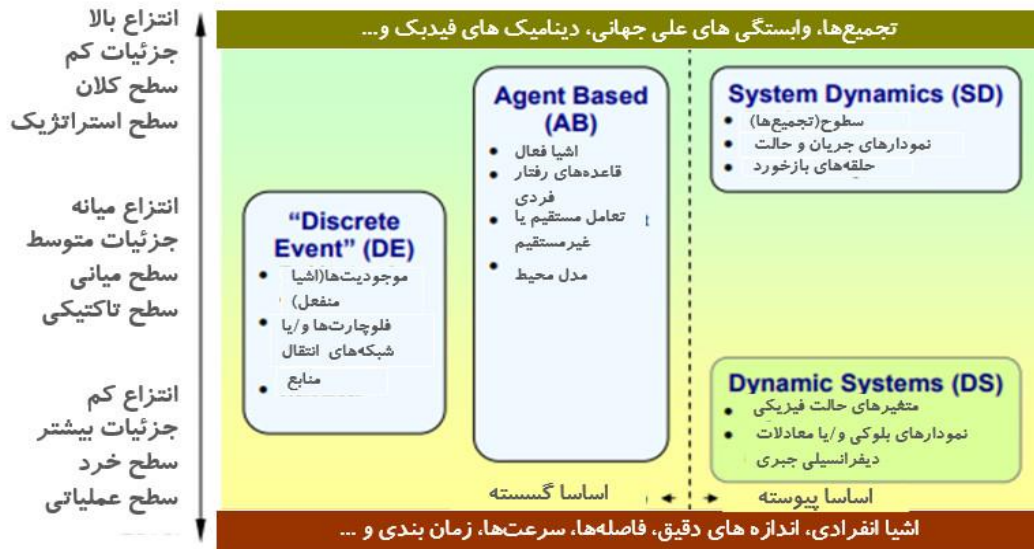 تجمیع‌ها، وابستگی های علی جهانی، دینامیک های فیدبک و...
انتزاع بالا
جزئیات کم
سطح کلان
سطح استراتژیک
انتزاع میانه
جزئیات متوسط
سطح میانی
سطح تاکتیکی
انتزاع کم
جزئیات بیشتر
سطح خرد
سطح عملیاتی
“Discrete
Event” (DE)
موجودیت‌ها(اشیا
منفعل)
فلوچارت‌ها و/یا
شبکه‌های انتقال
منابع
Agent Based
(AB)
اشیا فعال
قاعده‌های رفتار
فردی
تعامل مستقیم یا
غیرمستقیم
مدل محیط
System Dynamics (SD)
سطوح(تجمیع‌ها)
نمودارهای جریان و حالت
حلقه‌های بازخورد
Dynamic Systems (DS)
متغیرهای حالت فیزیکی
نمودارهای بلوکی و/یا معادلات
دیفرانسیلی جبری
اساسا گسسته
اساسا پیوسته
اشیا انفرادی، اندازه های دقیق، فاصله‌ها، سرعت‌ها، زمان بندی و ...